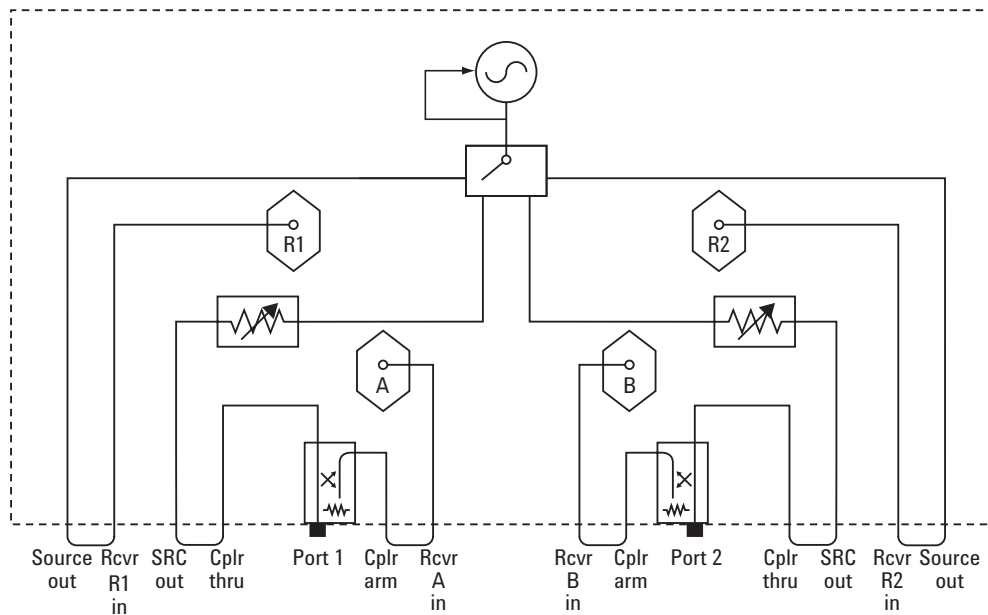 R1
R2
A
B
Source out
Rcvr R1 in
SRC out
Cplr thru
Port 1
Cplr arm
Rcvr A in
Rcvr B in
Cplr arm
Port 2
Cplr thru
SRC out
Rcvr R2 in
Source out